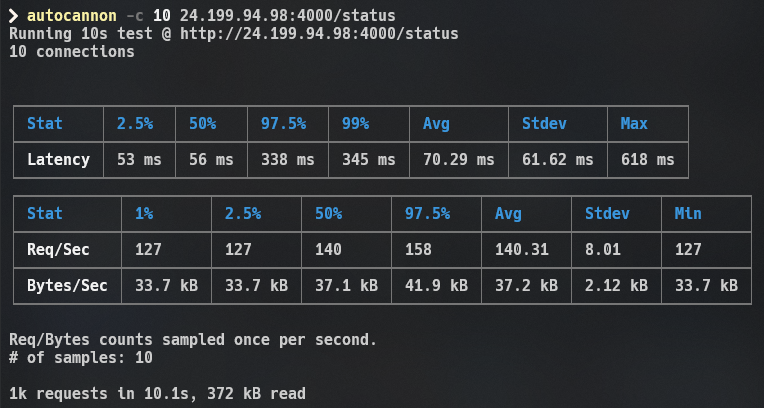 ❯ autocannon -c 10 24.199.94.98:4000/status
Running 10s test @ http://24.199.94.98:4000/status
10 connections
Stat 2.5% 50% 97.5% 99% Avg Stdev Max
Latency 53 ms 56 ms 338 ms 345 ms 70.29 ms 61.62 ms 618 ms
Stat 1% 2.5% 50% 97.5% Avg Stdev Min
Req/Sec 127 127 140 158 140.31 8.01 127
Bytes/Sec 33.7 kB 33.7 kB 37.1 kB 41.9 kB 37.2 kB 2.12 kB 33.7 kB
Req/Bytes counts sampled once per second.
# of samples: 10
1k requests in 10.1s, 372 kB read